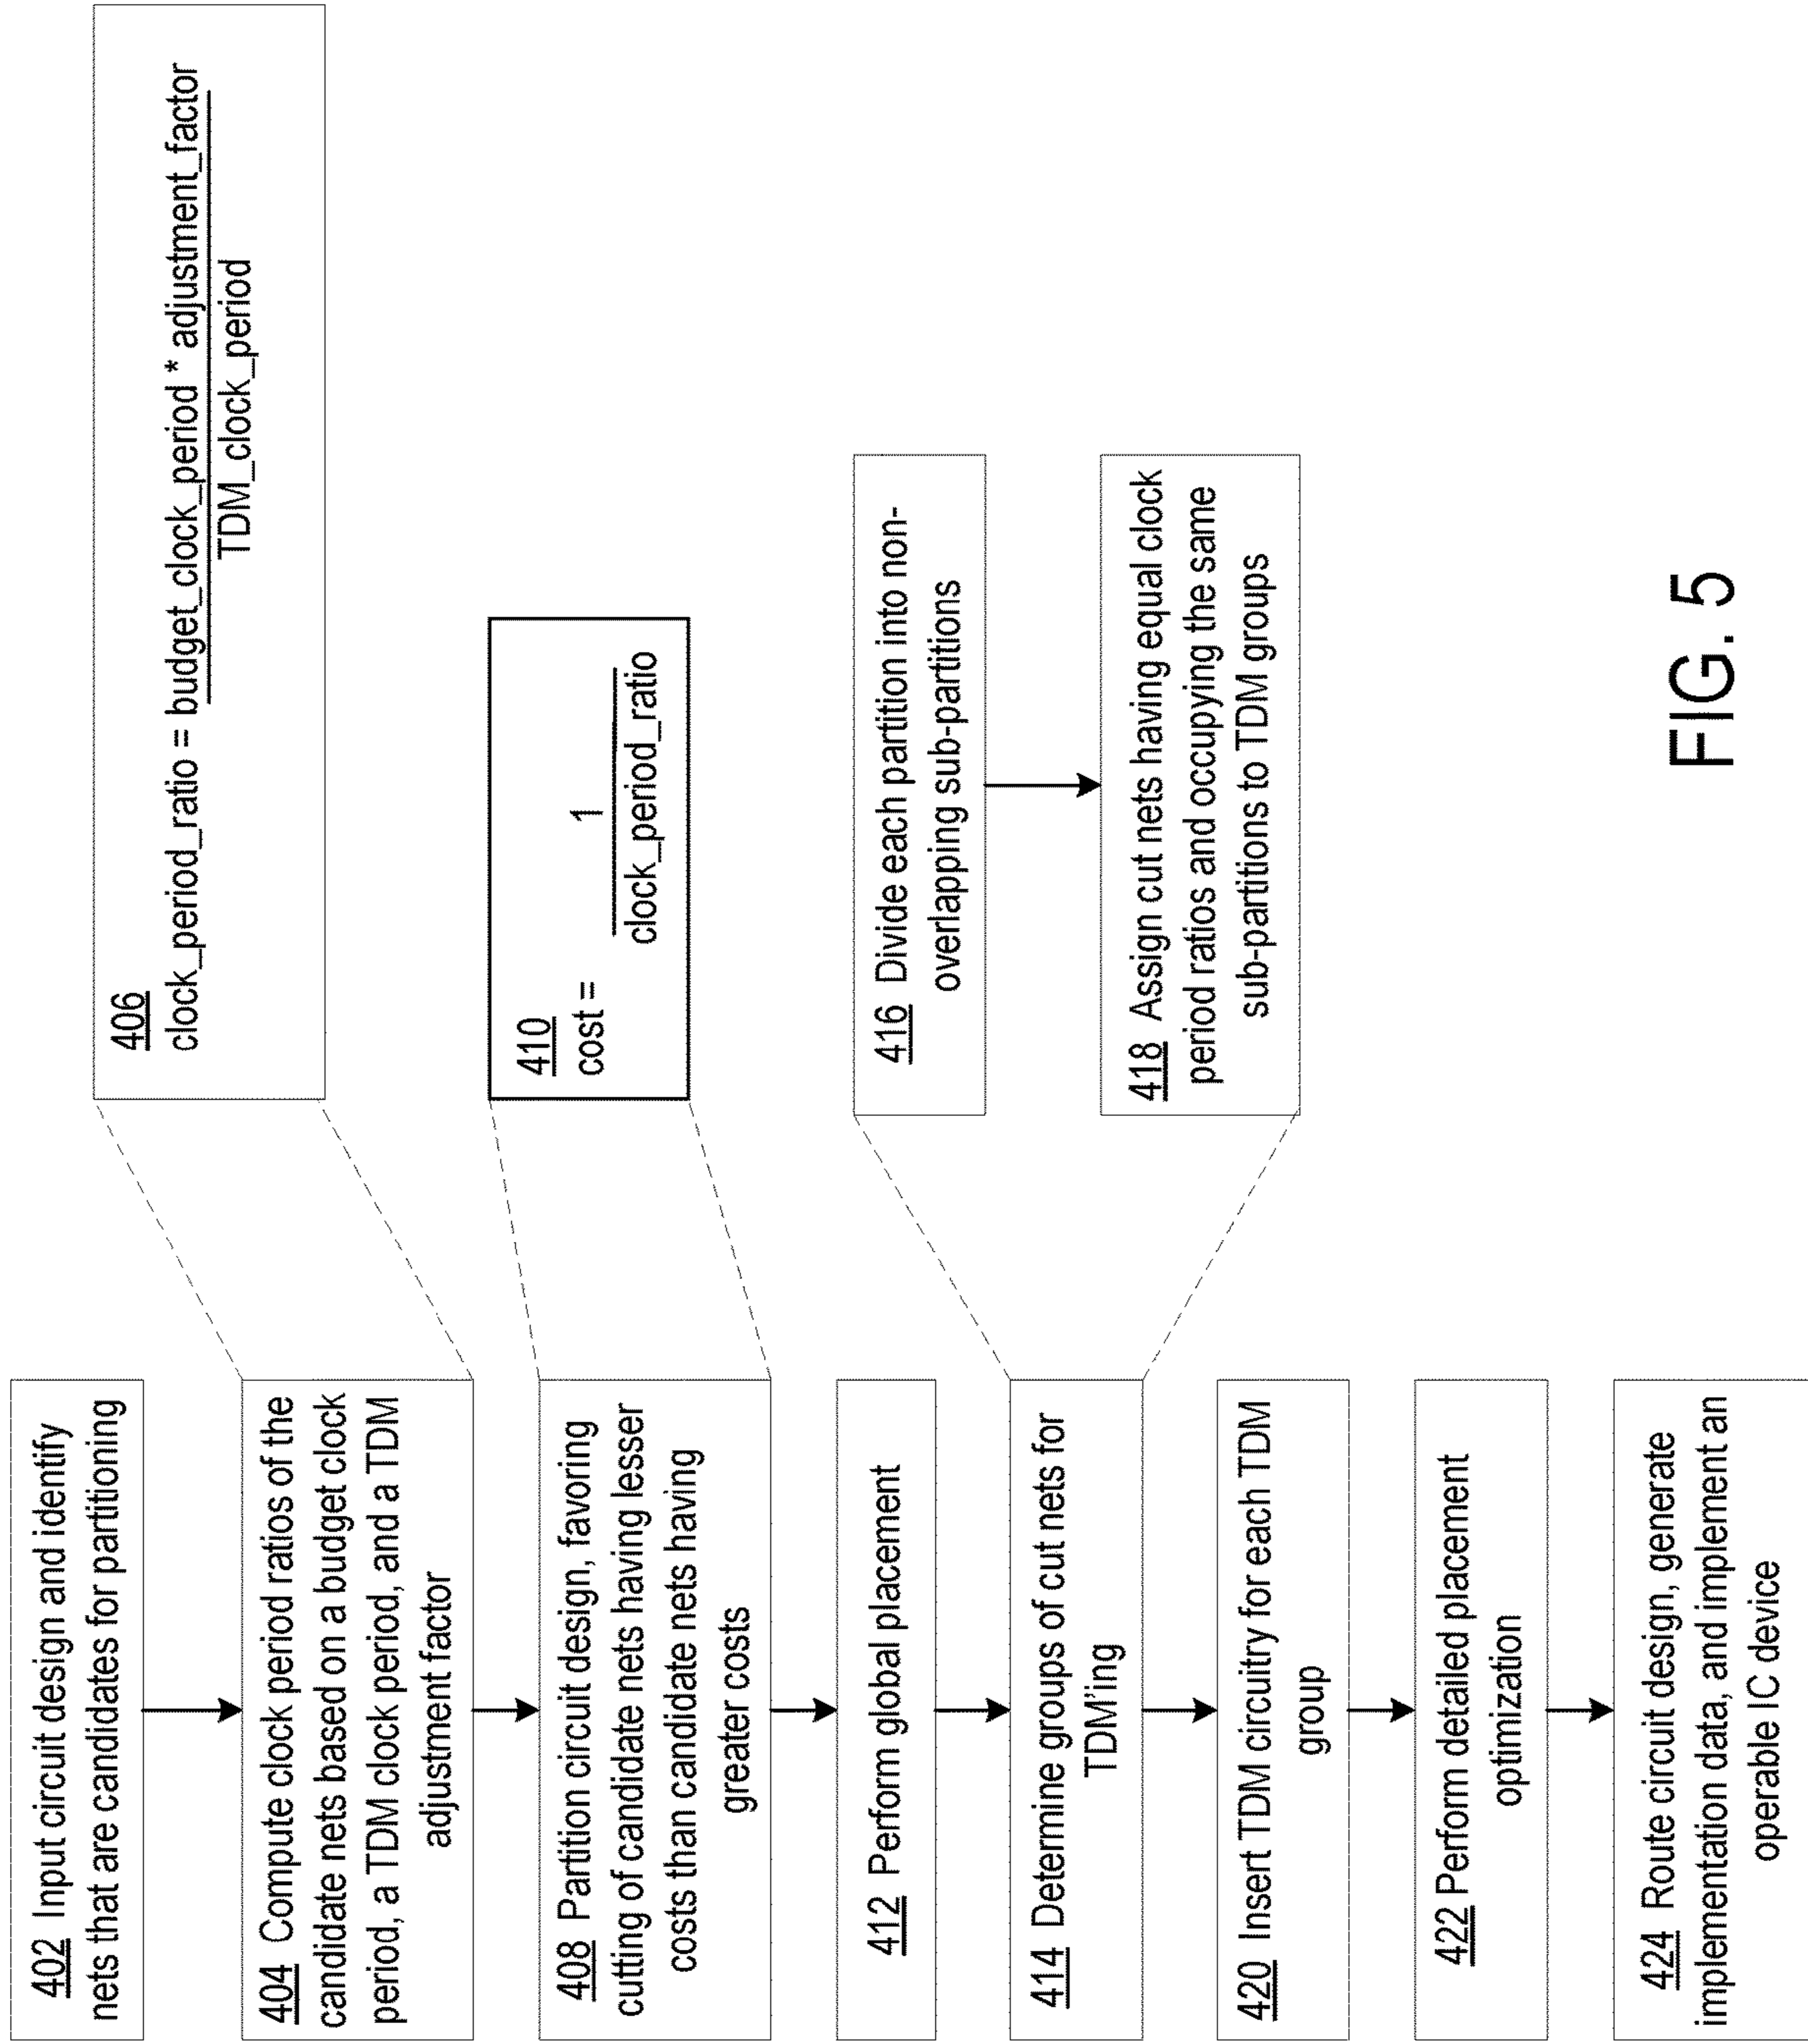 402 Input circuit design and identify
nets that are candidates for partitioning
404 Compute clock period ratios of the
candidate nets based on a budget clock
period, a TDM clock period, and a TDM
adjustment factor
406
clock_period_ratio = budget_clock_period * adjustment_factor
TDM_clock_period
408 Partition circuit design, favoring
cutting of candidate nets having lesser
costs than candidate nets having
greater costs
410
cost = 1
clock_period_ratio
412 Perform global placement
414 Determine groups of cut nets for
TDM'ing
416 Divide each partition into non-
overlapping sub-partitions
418 Assign cut nets having equal clock
period ratios and occupying the same
sub-partitions to TDM groups
420 Insert TDM circuitry for each TDM
group
422 Perform detailed placement
optimization
424 Route circuit design, generate
implementation data, and implement an
operable IC device
FIG. 5